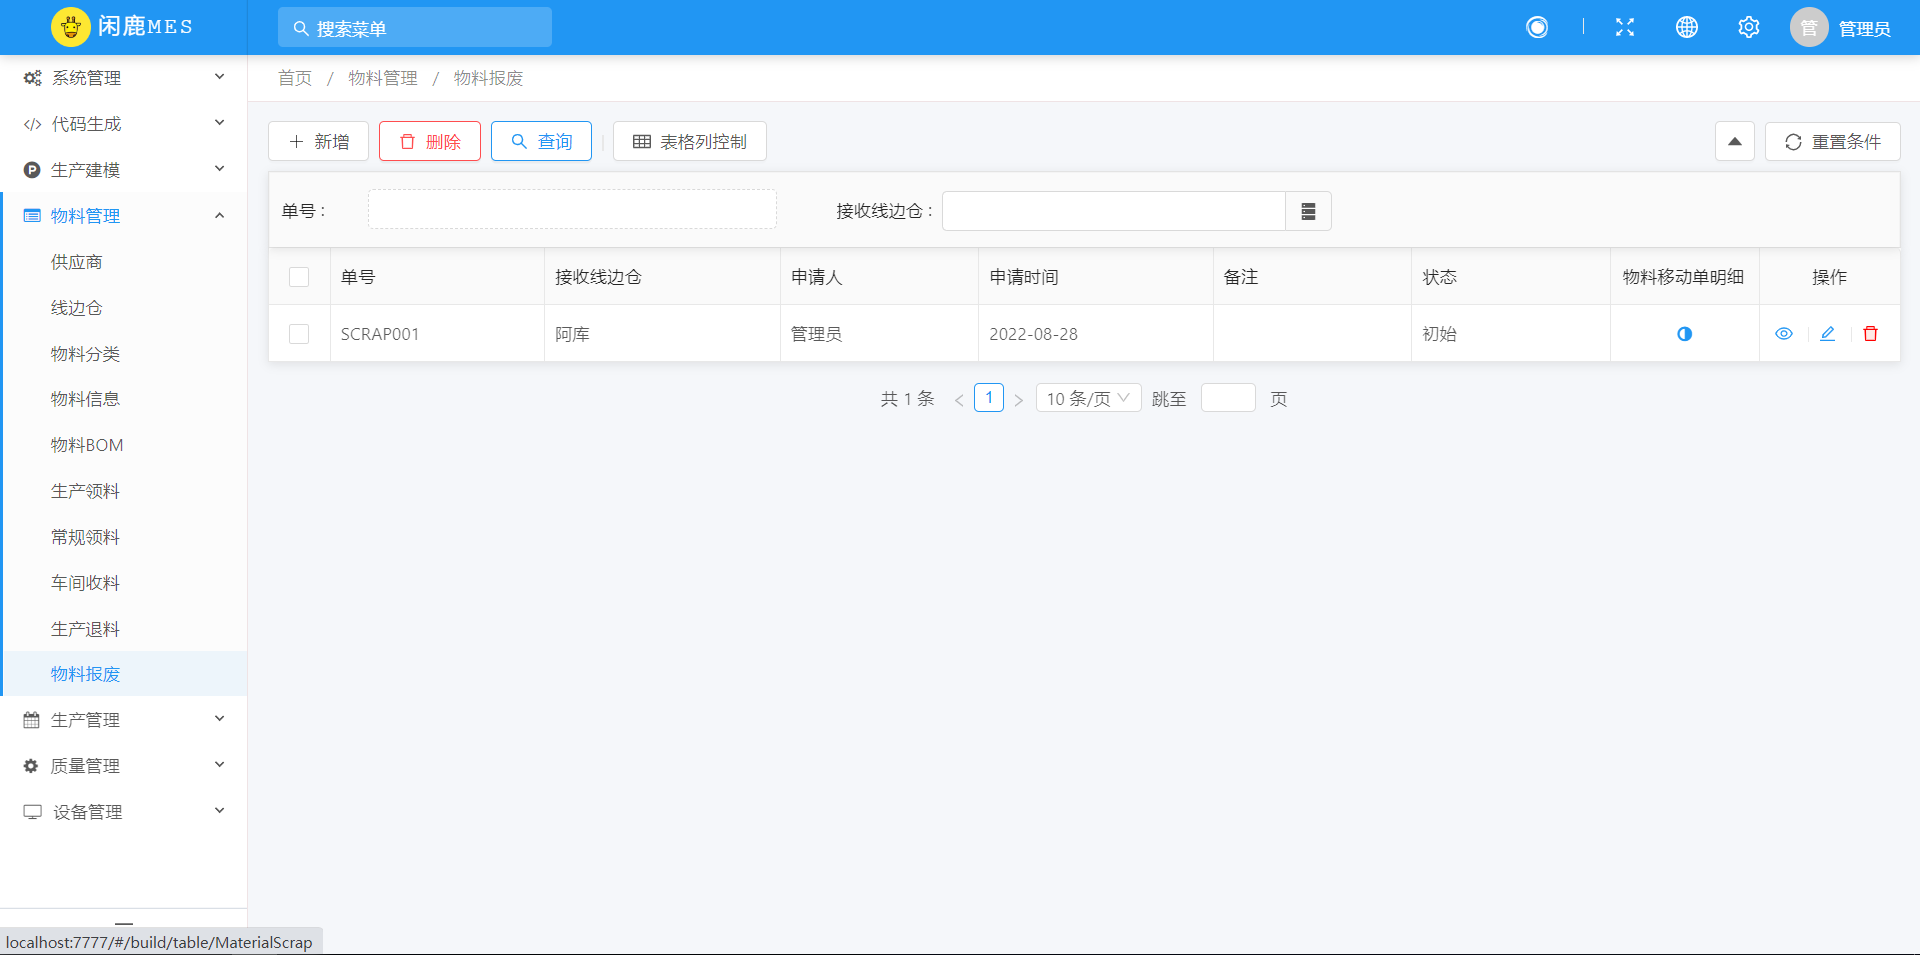 闲鹿MES
搜索菜单
管
管理员
系统管理
代码生成
生产建模
物料管理
供应商
线边仓
物料分类
物料信息
物料BOM
生产领料
常规领料
车间收料
生产退料
物料报废
生产管理
质量管理
设备管理
首页 / 物料管理 / 物料报废
新增 删除 查询 表格列控制 重置条件
单号 : 接收线边仓 :
单号 接收线边仓 申请人 申请时间 备注 状态 物料移动单明细 操作
SCRAP001 阿库 管理员 2022-08-28 初始
共 1 条 < 1 > 10 条/页 跳至 页
localhost:7777/#/build/table/MaterialScrap